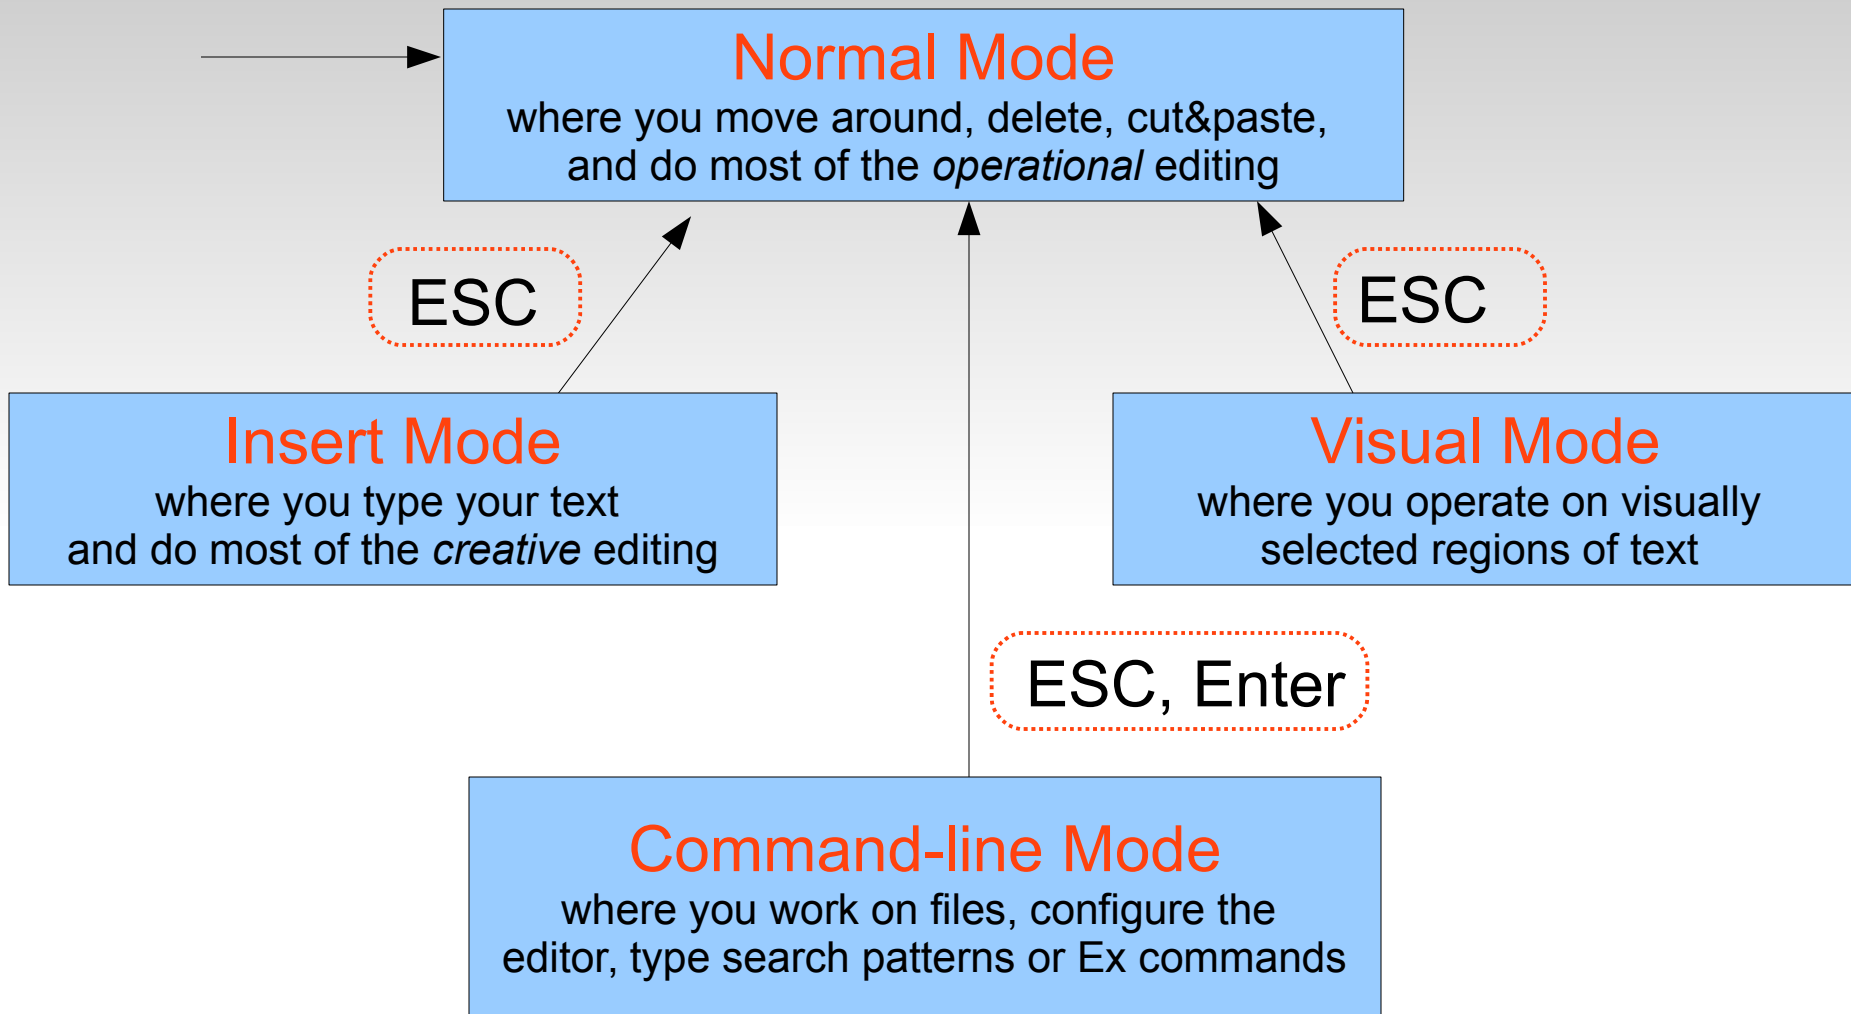 Normal Mode
where you move around, delete, cut&paste,
and do most of the operational editing
ESC
ESC
Insert Mode
where you type your text
and do most of the creative editing
Visual Mode
where you operate on visually
selected regions of text
ESC, Enter
Command-line Mode
where you work on files, configure the
editor, type search patterns or Ex commands